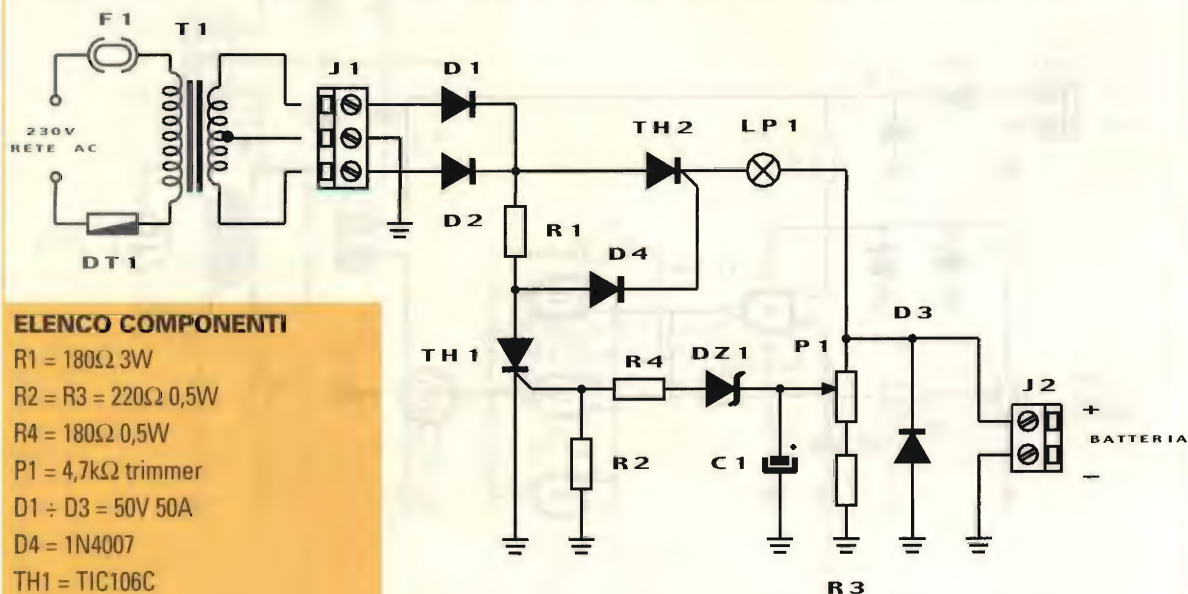 F1
T1
J1
D1
TH2
LP1
230V
RETE AC
D2
R1
D4
DT1
D3
TH1
R4
DZ1
P1
J2
+
BATTERIA
−
R2
C1
R3
ELENCO COMPONENTI
R1 = 180Ω 3W
R2 = R3 = 220Ω 0,5W
R4 = 180Ω 0,5W
P1 = 4,7kΩ trimmer
D1 ÷ D3 = 50V 50A
D4 = 1N4007
TH1 = TIC106C